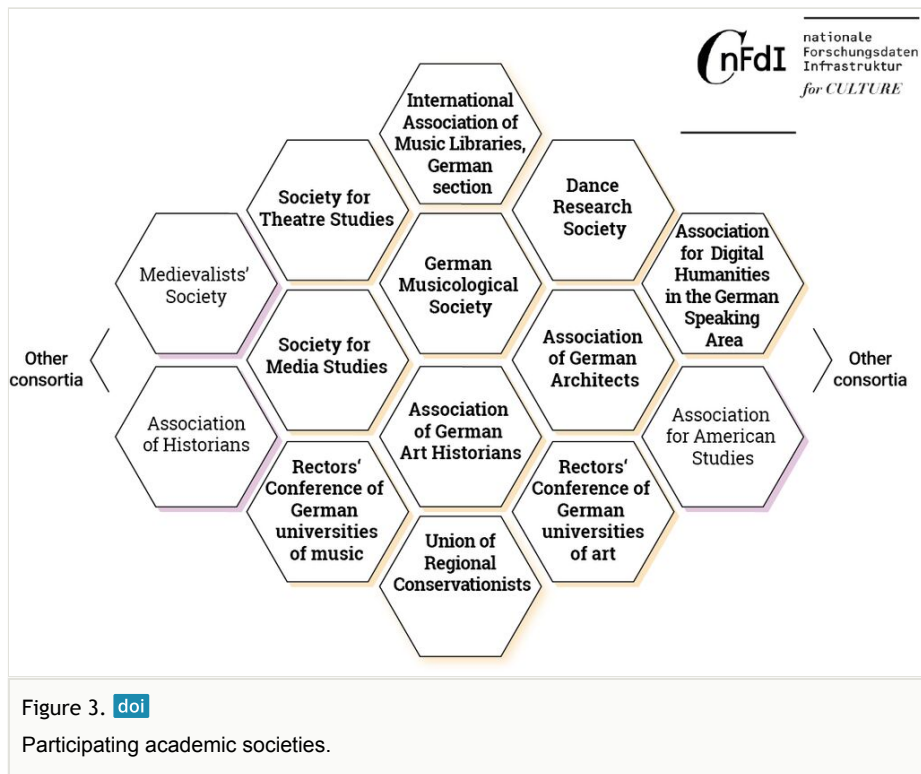 CnFdI
nationale
Forschungsdaten
Infrastruktur
for CULTURE
International
Association of
Music Libraries,
German
section
Society for
Theatre Studies
Dance
Research
Society
Medievalists’
Society
German
Musicological
Society
Association
for Digital
Humanities
in the German
Speaking
Area
Other
consortia
Society for
Media Studies
Association
of German
Architects
Other
consortia
Association
of Historians
Association
of German
Art Historians
Association
for American
Studies
Rectors‘
Conference of
German
universities
of music
Union of
Regional
Conservationists
Rectors‘
Conference of
German
universities
of art
Figure 3. doi
Participating academic societies.